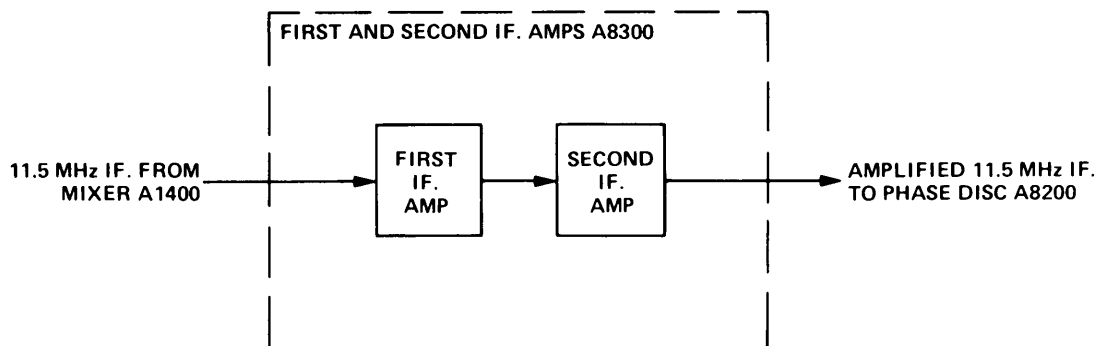 FIRST AND SECOND IF. AMPS A8300
11.5 MHz IF. FROM
MIXER A1400
FIRST
IF.
AMP
SECOND
IF.
AMP
AMPLIFIED 11.5 MHz IF.
TO PHASE DISC A8200